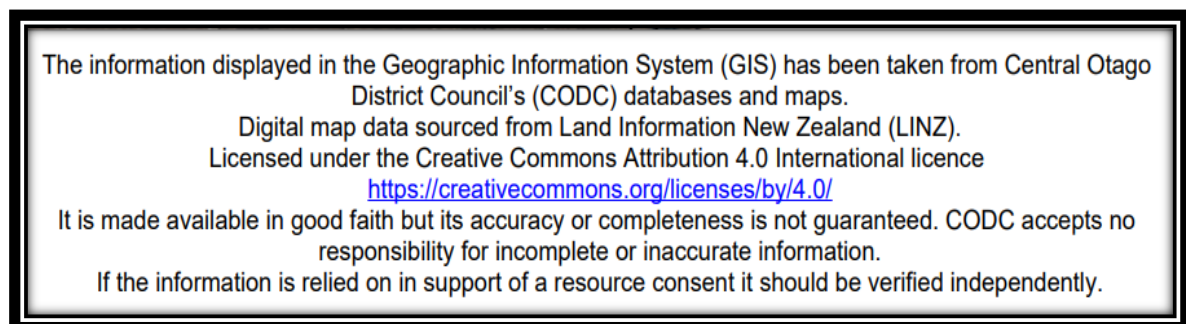 The information displayed in the Geographic Information System (GIS) has been taken from Central Otago
District Council's (CODC) databases and maps.
Digital map data sourced from Land Information New Zealand (LINZ).
Licensed under the Creative Commons Attribution 4.0 International licence
https://creativecommons.org/licenses/by/4.0/
It is made available in good faith but its accuracy or completeness is not guaranteed. CODC accepts no
responsibility for incomplete or inaccurate information.
If the information is relied on in support of a resource consent it should be verified independently.